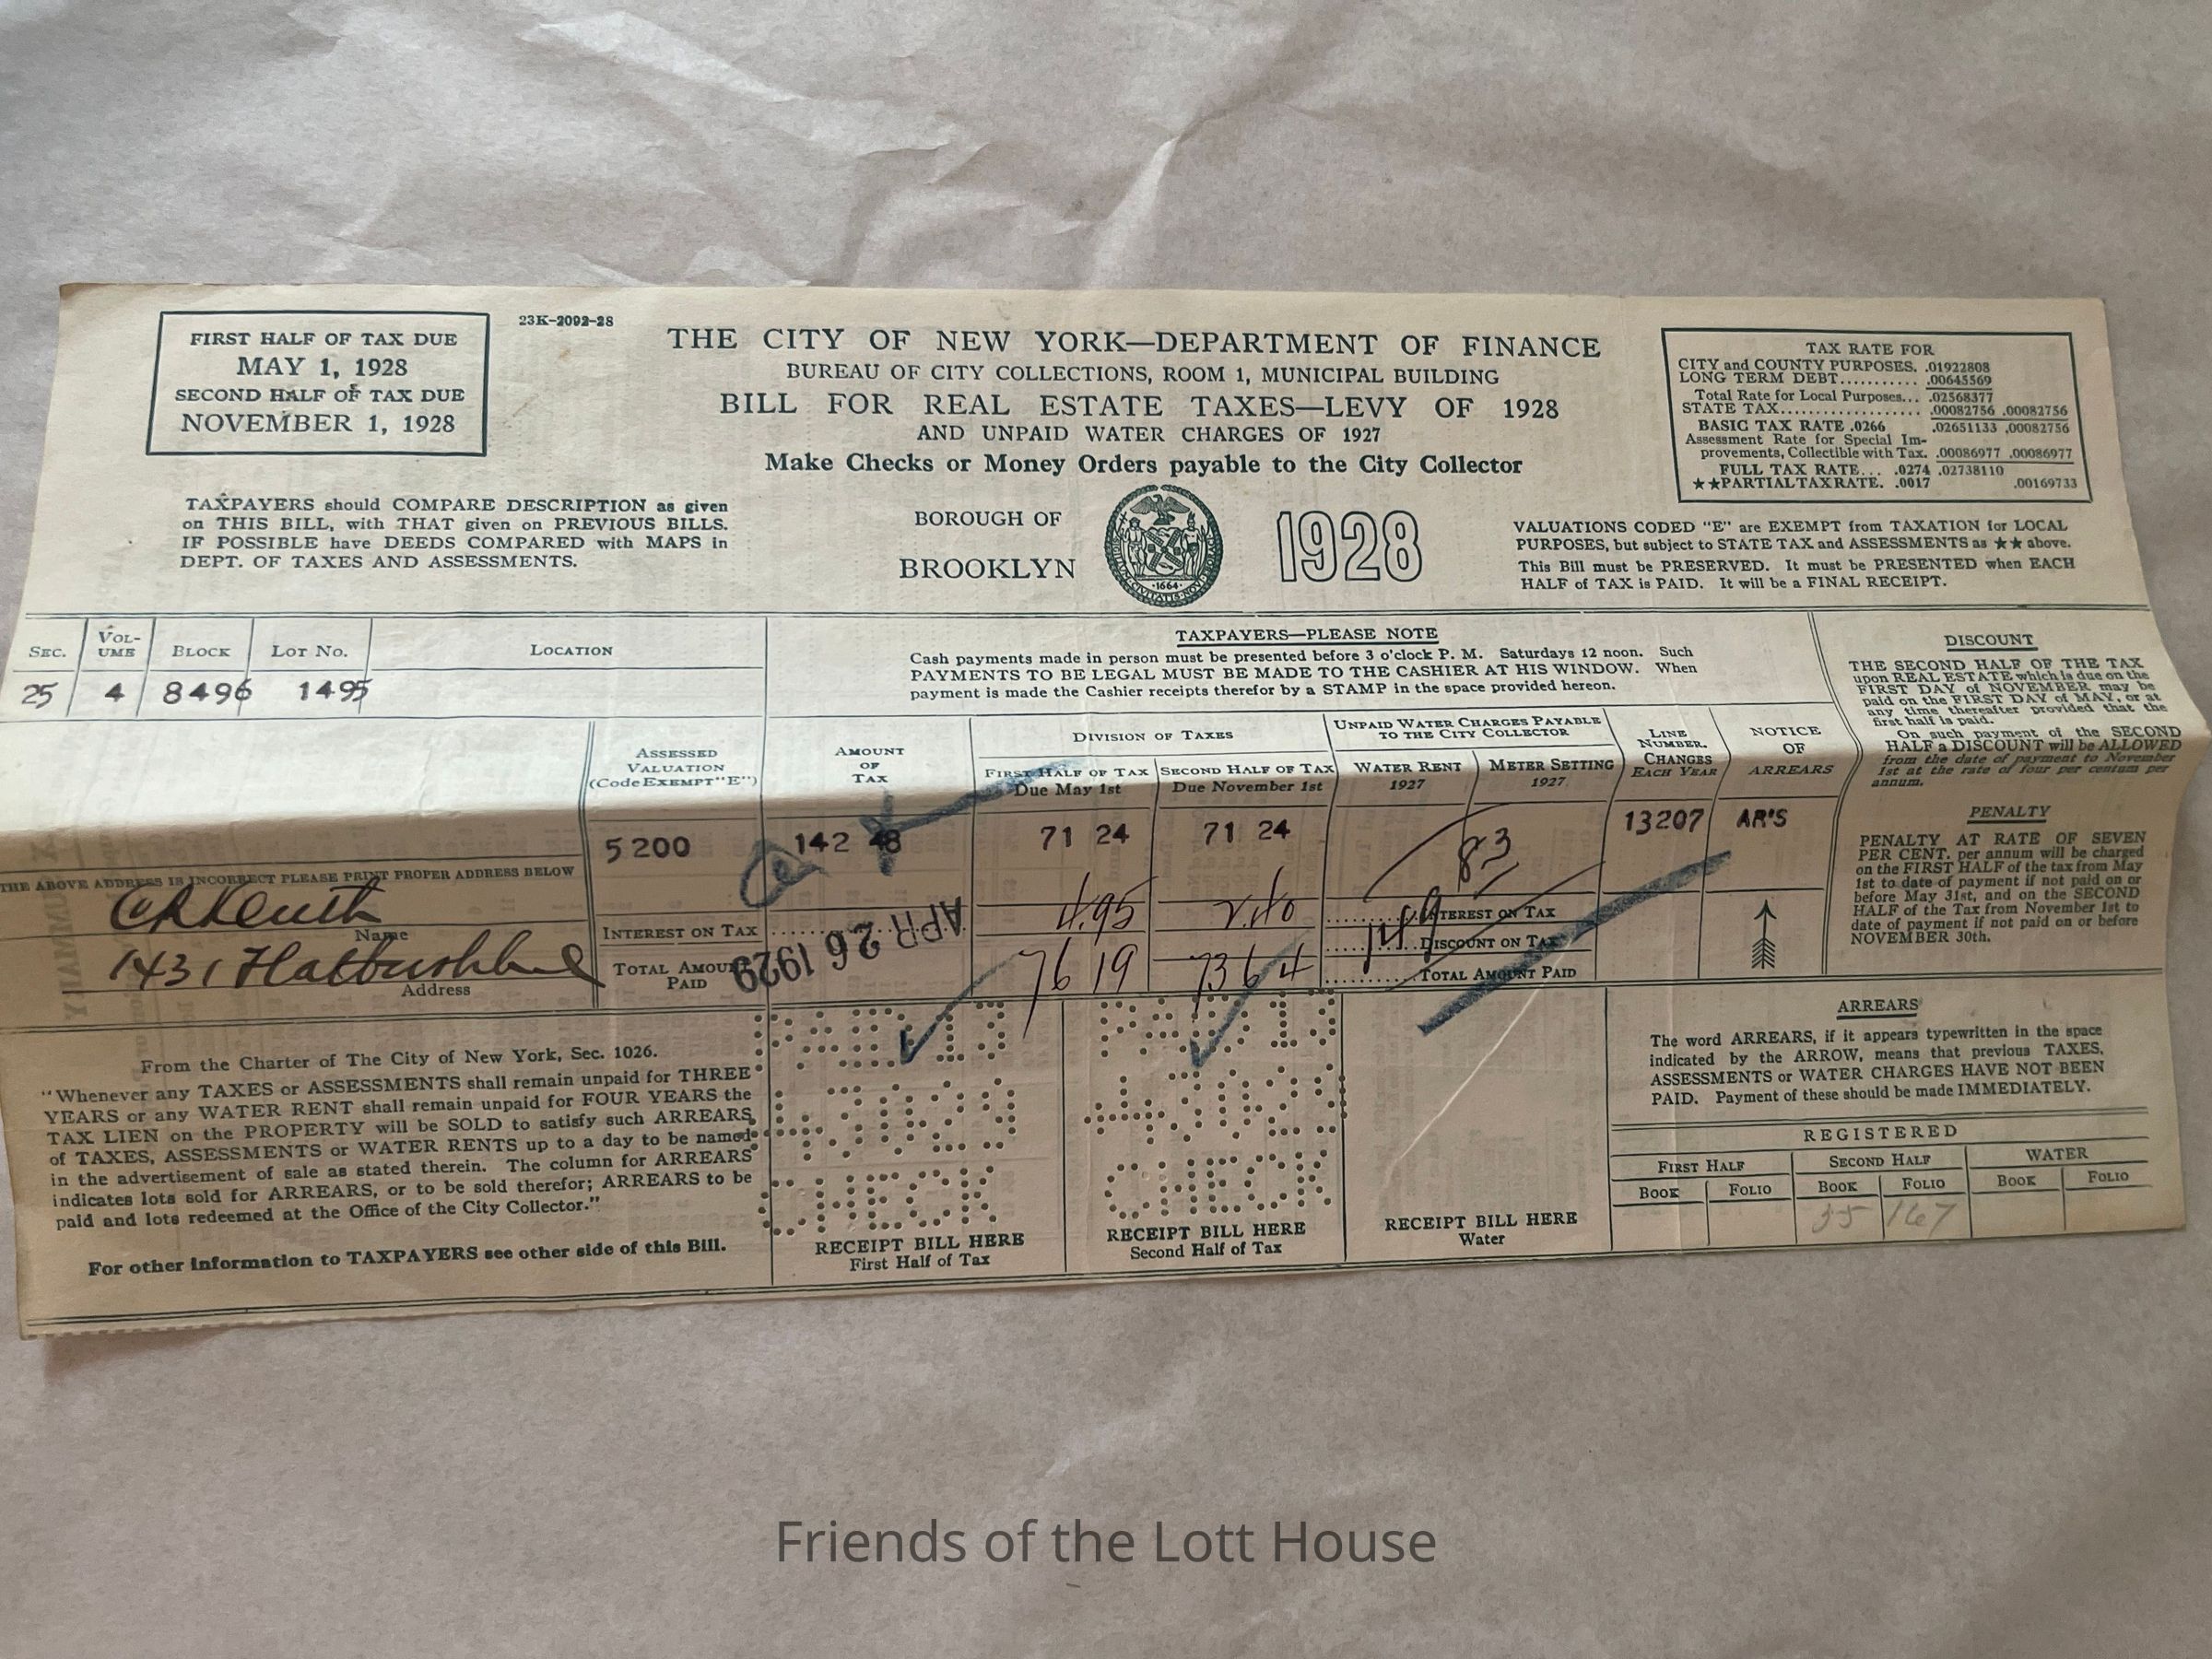 FIRST HALF OF TAX DUE
MAY 1, 1928
SECOND HALF OF TAX DUE
NOVEMBER 1, 1928
23K-2092-28
THE CITY OF NEW YORK—DEPARTMENT OF FINANCE
BUREAU OF CITY COLLECTIONS, ROOM 1, MUNICIPAL BUILDING
BILL FOR REAL ESTATE TAXES—LEVY OF 1928
AND UNPAID WATER CHARGES OF 1927
Make Checks or Money Orders payable to the City Collector
TAX RATE FOR
CITY and COUNTY PURPOSES. .01922808
LONG TERM DEBT........... .00645569
Total Rate for Local Purposes... .02568377
STATE TAX................... .00082756 .00082756
BASIC TAX RATE .0266 .02651133 .00082756
Assessment Rate for Special Im-
provements, Collectible with Tax. .00086977 .00086977
FULL TAX RATE... .0274 .02738110
★★PARTIAL TAX RATE. .0017 .00169733
TAXPAYERS should COMPARE DESCRIPTION as given
on THIS BILL, with THAT given on PREVIOUS BILLS.
IF POSSIBLE have DEEDS COMPARED with MAPS in
DEPT. OF TAXES AND ASSESSMENTS.
BOROUGH OF
BROOKLYN
1664
1928
VALUATIONS CODED "E" are EXEMPT from TAXATION for LOCAL
PURPOSES, but subject to STATE TAX and ASSESSMENTS as ★★ above.
This Bill must be PRESERVED. It must be PRESENTED when EACH
HALF of TAX is PAID. It will be a FINAL RECEIPT.
SEC. VOL-UME BLOCK LOT NO. LOCATION
25 4 8496 1495
TAXPAYERS—PLEASE NOTE
Cash payments made in person must be presented before 3 o'clock P. M. Saturdays 12 noon. Such
PAYMENTS TO BE LEGAL MUST BE MADE TO THE CASHIER AT HIS WINDOW. When
payment is made the Cashier receipts therefor by a STAMP in the space provided hereon.
DISCOUNT
THE SECOND HALF OF THE TAX
upon REAL ESTATE which is due on the
FIRST DAY of NOVEMBER may be
paid on the FIRST DAY of MAY, or at
any time thereafter provided that the
first half is paid.
On such payment of the SECOND
HALF a DISCOUNT will be ALLOWED
from the date of payment to November
1st at the rate of four per centum per
annum.
PENALTY
PENALTY AT RATE OF SEVEN
PER CENT. per annum will be charged
on the FIRST HALF of the tax from May
1st to date of payment if not paid on or
before May 31st, and on the SECOND
HALF of the Tax from November 1st to
date of payment if not paid on or before
NOVEMBER 30th.
ASSESSED
VALUATION
(Code EXEMPT "E")
AMOUNT
OF
TAX
DIVISION OF TAXES
FIRST HALF OF TAX
Due May 1st
SECOND HALF OF TAX
Due November 1st
UNPAID WATER CHARGES PAYABLE
TO THE CITY COLLECTOR
WATER RENT
1927
METER SETTING
1927
LINE
NUMBER.
CHANGES
EACH YEAR
NOTICE
OF
ARREARS
5200 142 48 71 24 71 24 83 13207 AR'S
THE ABOVE ADDRESS IS INCORRECT PLEASE PRINT PROPER ADDRESS BELOW
Name
1431 Flatbush
Address
INTEREST ON TAX 4.95 2.40 INTEREST ON TAX
DISCOUNT ON TAX
TOTAL AMOUNT
PAID
76 19 73 64 TOTAL AMOUNT PAID
APR 26 1929
From the Charter of The City of New York, Sec. 1026.
"Whenever any TAXES or ASSESSMENTS shall remain unpaid for THREE
YEARS or any WATER RENT shall remain unpaid for FOUR YEARS the
TAX LIEN on the PROPERTY will be SOLD to satisfy such ARREARS
of TAXES, ASSESSMENTS or WATER RENTS up to a day to be named
in the advertisement of sale as stated therein. The column for ARREARS
indicates lots sold for ARREARS, or to be sold therefor; ARREARS to be
paid and lots redeemed at the Office of the City Collector."
For other information to TAXPAYERS see other side of this Bill.
CHECK
RECEIPT BILL HERE
First Half of Tax
CHECK
RECEIPT BILL HERE
Second Half of Tax
RECEIPT BILL HERE
Water
ARREARS
The word ARREARS, if it appears typewritten in the space
indicated by the ARROW, means that previous TAXES,
ASSESSMENTS or WATER CHARGES HAVE NOT BEEN
PAID. Payment of these should be made IMMEDIATELY.
REGISTERED
FIRST HALF SECOND HALF WATER
BOOK FOLIO BOOK FOLIO BOOK FOLIO
35 167
Friends of the Lott House